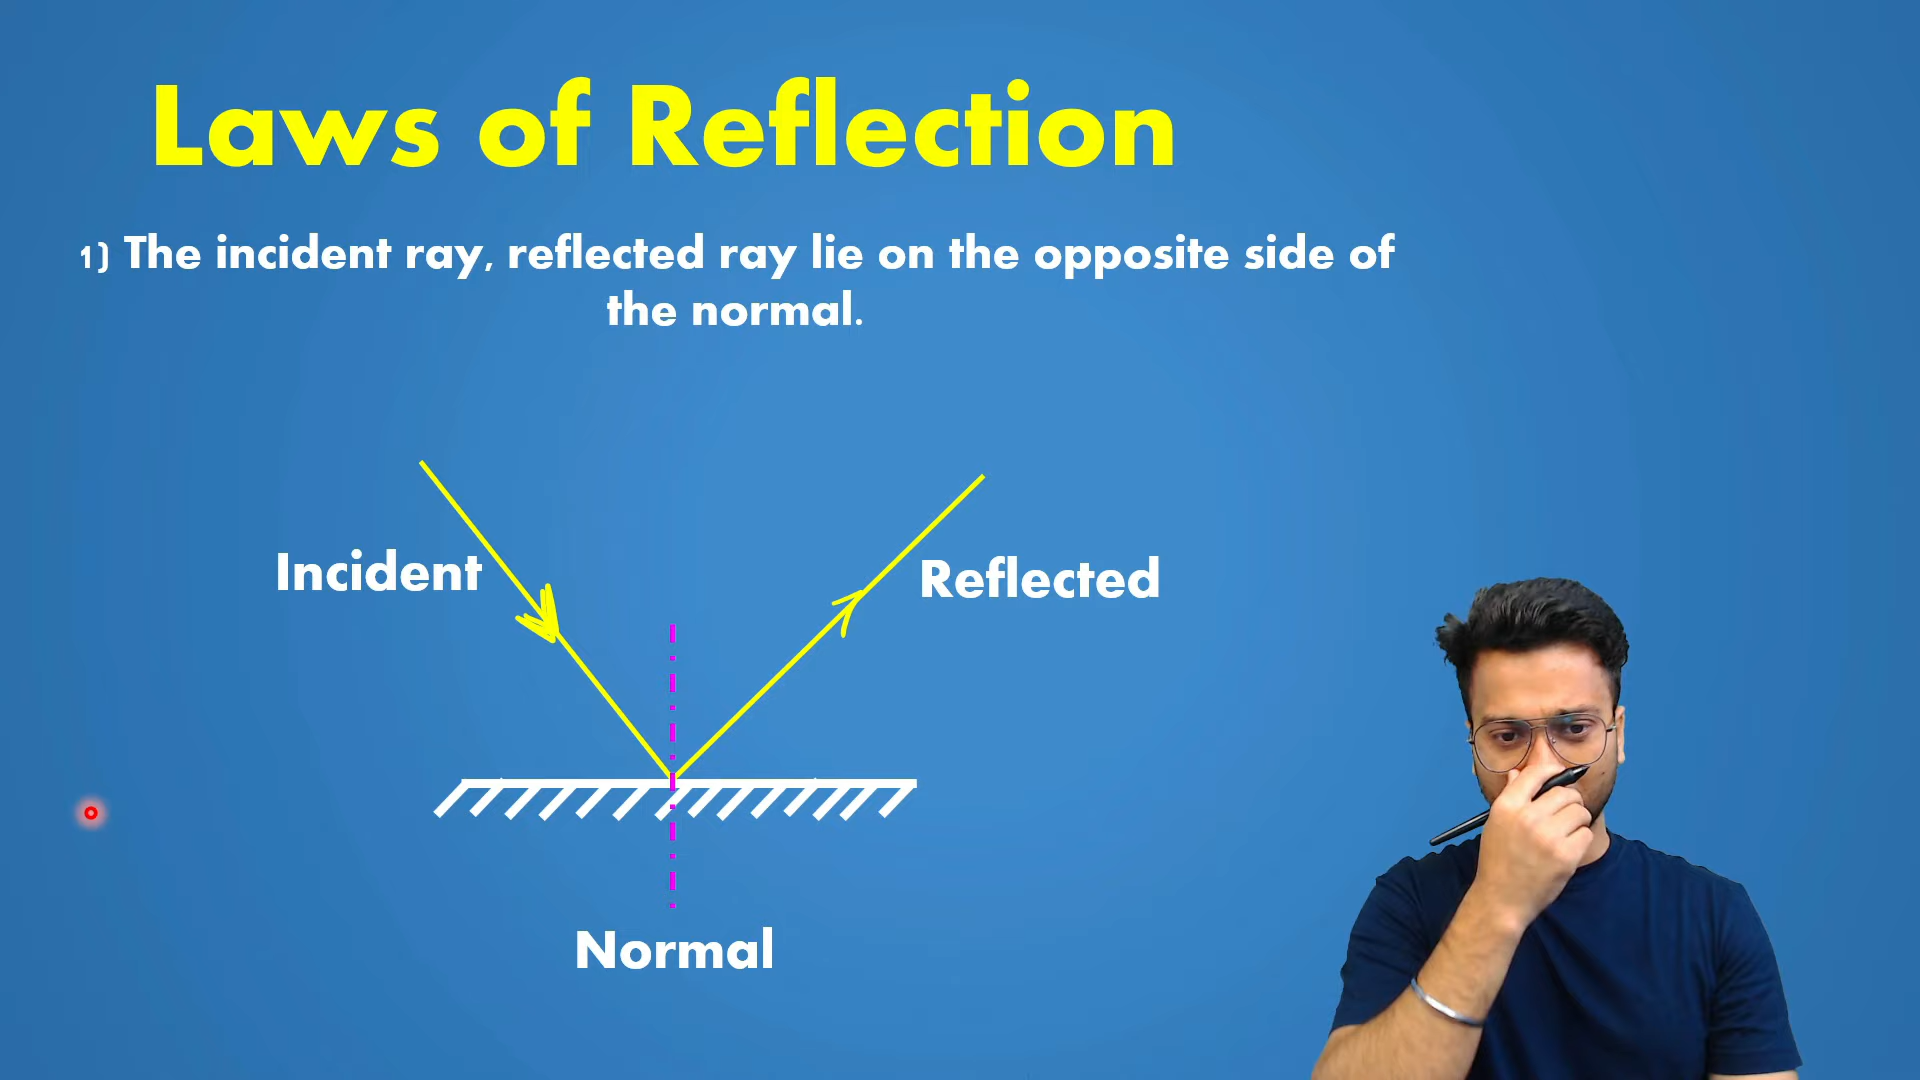 Laws of Reflection
1) The incident ray, reflected ray lie on the opposite side of
the normal.
Incident
Reflected
Normal